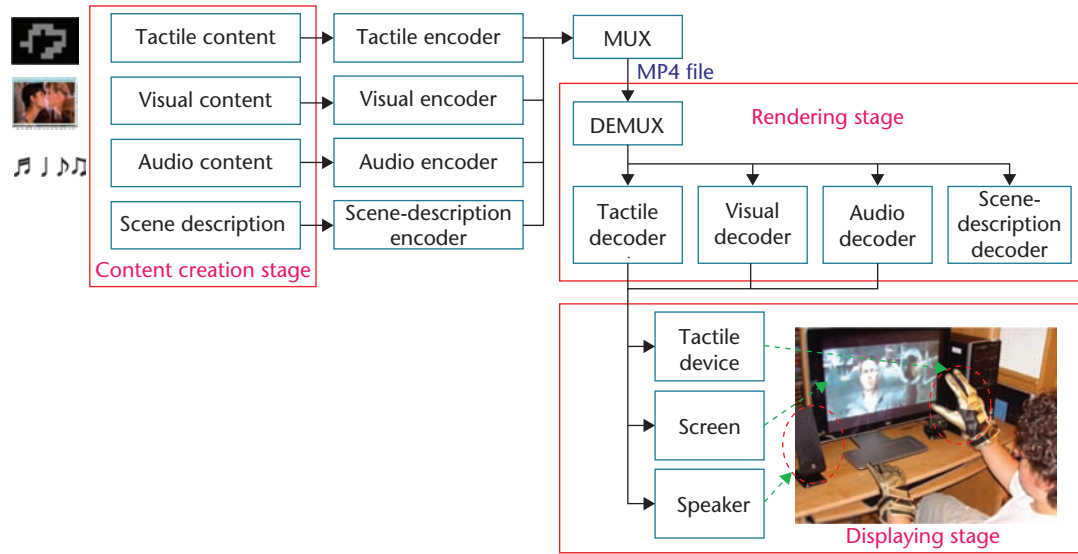 Tactile content
Tactile encoder
MUX
MP4 file
Visual content
Visual encoder
DEMUX
Rendering stage
Audio content
Audio encoder
Scene description
Scene-description
encoder
Content creation stage
Tactile
decoder
Visual
decoder
Audio
decoder
Scene-
description
decoder
Tactile
device
Screen
Speaker
Displaying stage